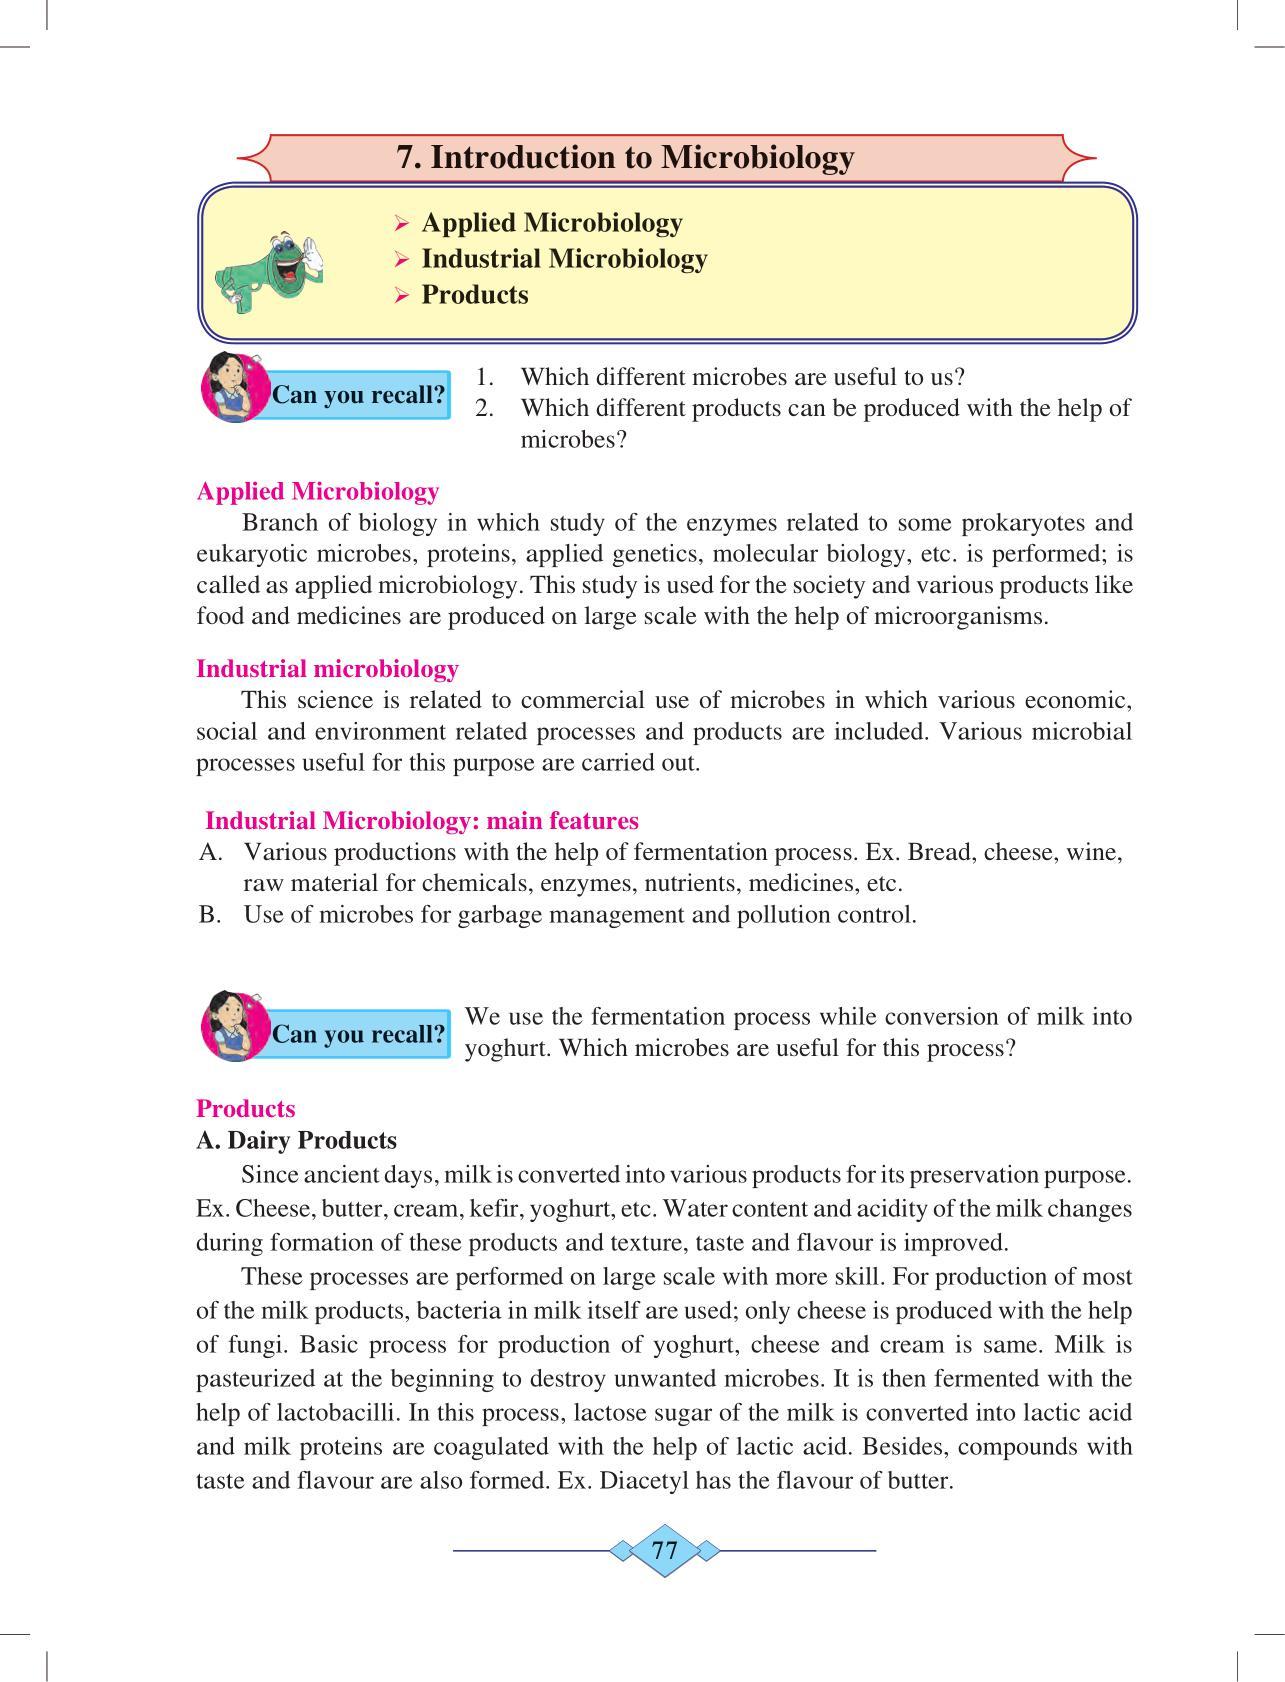 7. Introduction to Microbiology
➢ Applied Microbiology
➢ Industrial Microbiology
➢ Products
Can you recall?
1. Which different microbes are useful to us?
2. Which different products can be produced with the help of
microbes?
Applied Microbiology
Branch of biology in which study of the enzymes related to some prokaryotes and
eukaryotic microbes, proteins, applied genetics, molecular biology, etc. is performed; is
called as applied microbiology. This study is used for the society and various products like
food and medicines are produced on large scale with the help of microorganisms.
Industrial microbiology
This science is related to commercial use of microbes in which various economic,
social and environment related processes and products are included. Various microbial
processes useful for this purpose are carried out.
Industrial Microbiology: main features
A. Various productions with the help of fermentation process. Ex. Bread, cheese, wine,
raw material for chemicals, enzymes, nutrients, medicines, etc.
B. Use of microbes for garbage management and pollution control.
Can you recall?
We use the fermentation process while conversion of milk into
yoghurt. Which microbes are useful for this process?
Products
A. Dairy Products
Since ancient days, milk is converted into various products for its preservation purpose.
Ex. Cheese, butter, cream, kefir, yoghurt, etc. Water content and acidity of the milk changes
during formation of these products and texture, taste and flavour is improved.
These processes are performed on large scale with more skill. For production of most
of the milk products, bacteria in milk itself are used; only cheese is produced with the help
of fungi. Basic process for production of yoghurt, cheese and cream is same. Milk is
pasteurized at the beginning to destroy unwanted microbes. It is then fermented with the
help of lactobacilli. In this process, lactose sugar of the milk is converted into lactic acid
and milk proteins are coagulated with the help of lactic acid. Besides, compounds with
taste and flavour are also formed. Ex. Diacetyl has the flavour of butter.
77